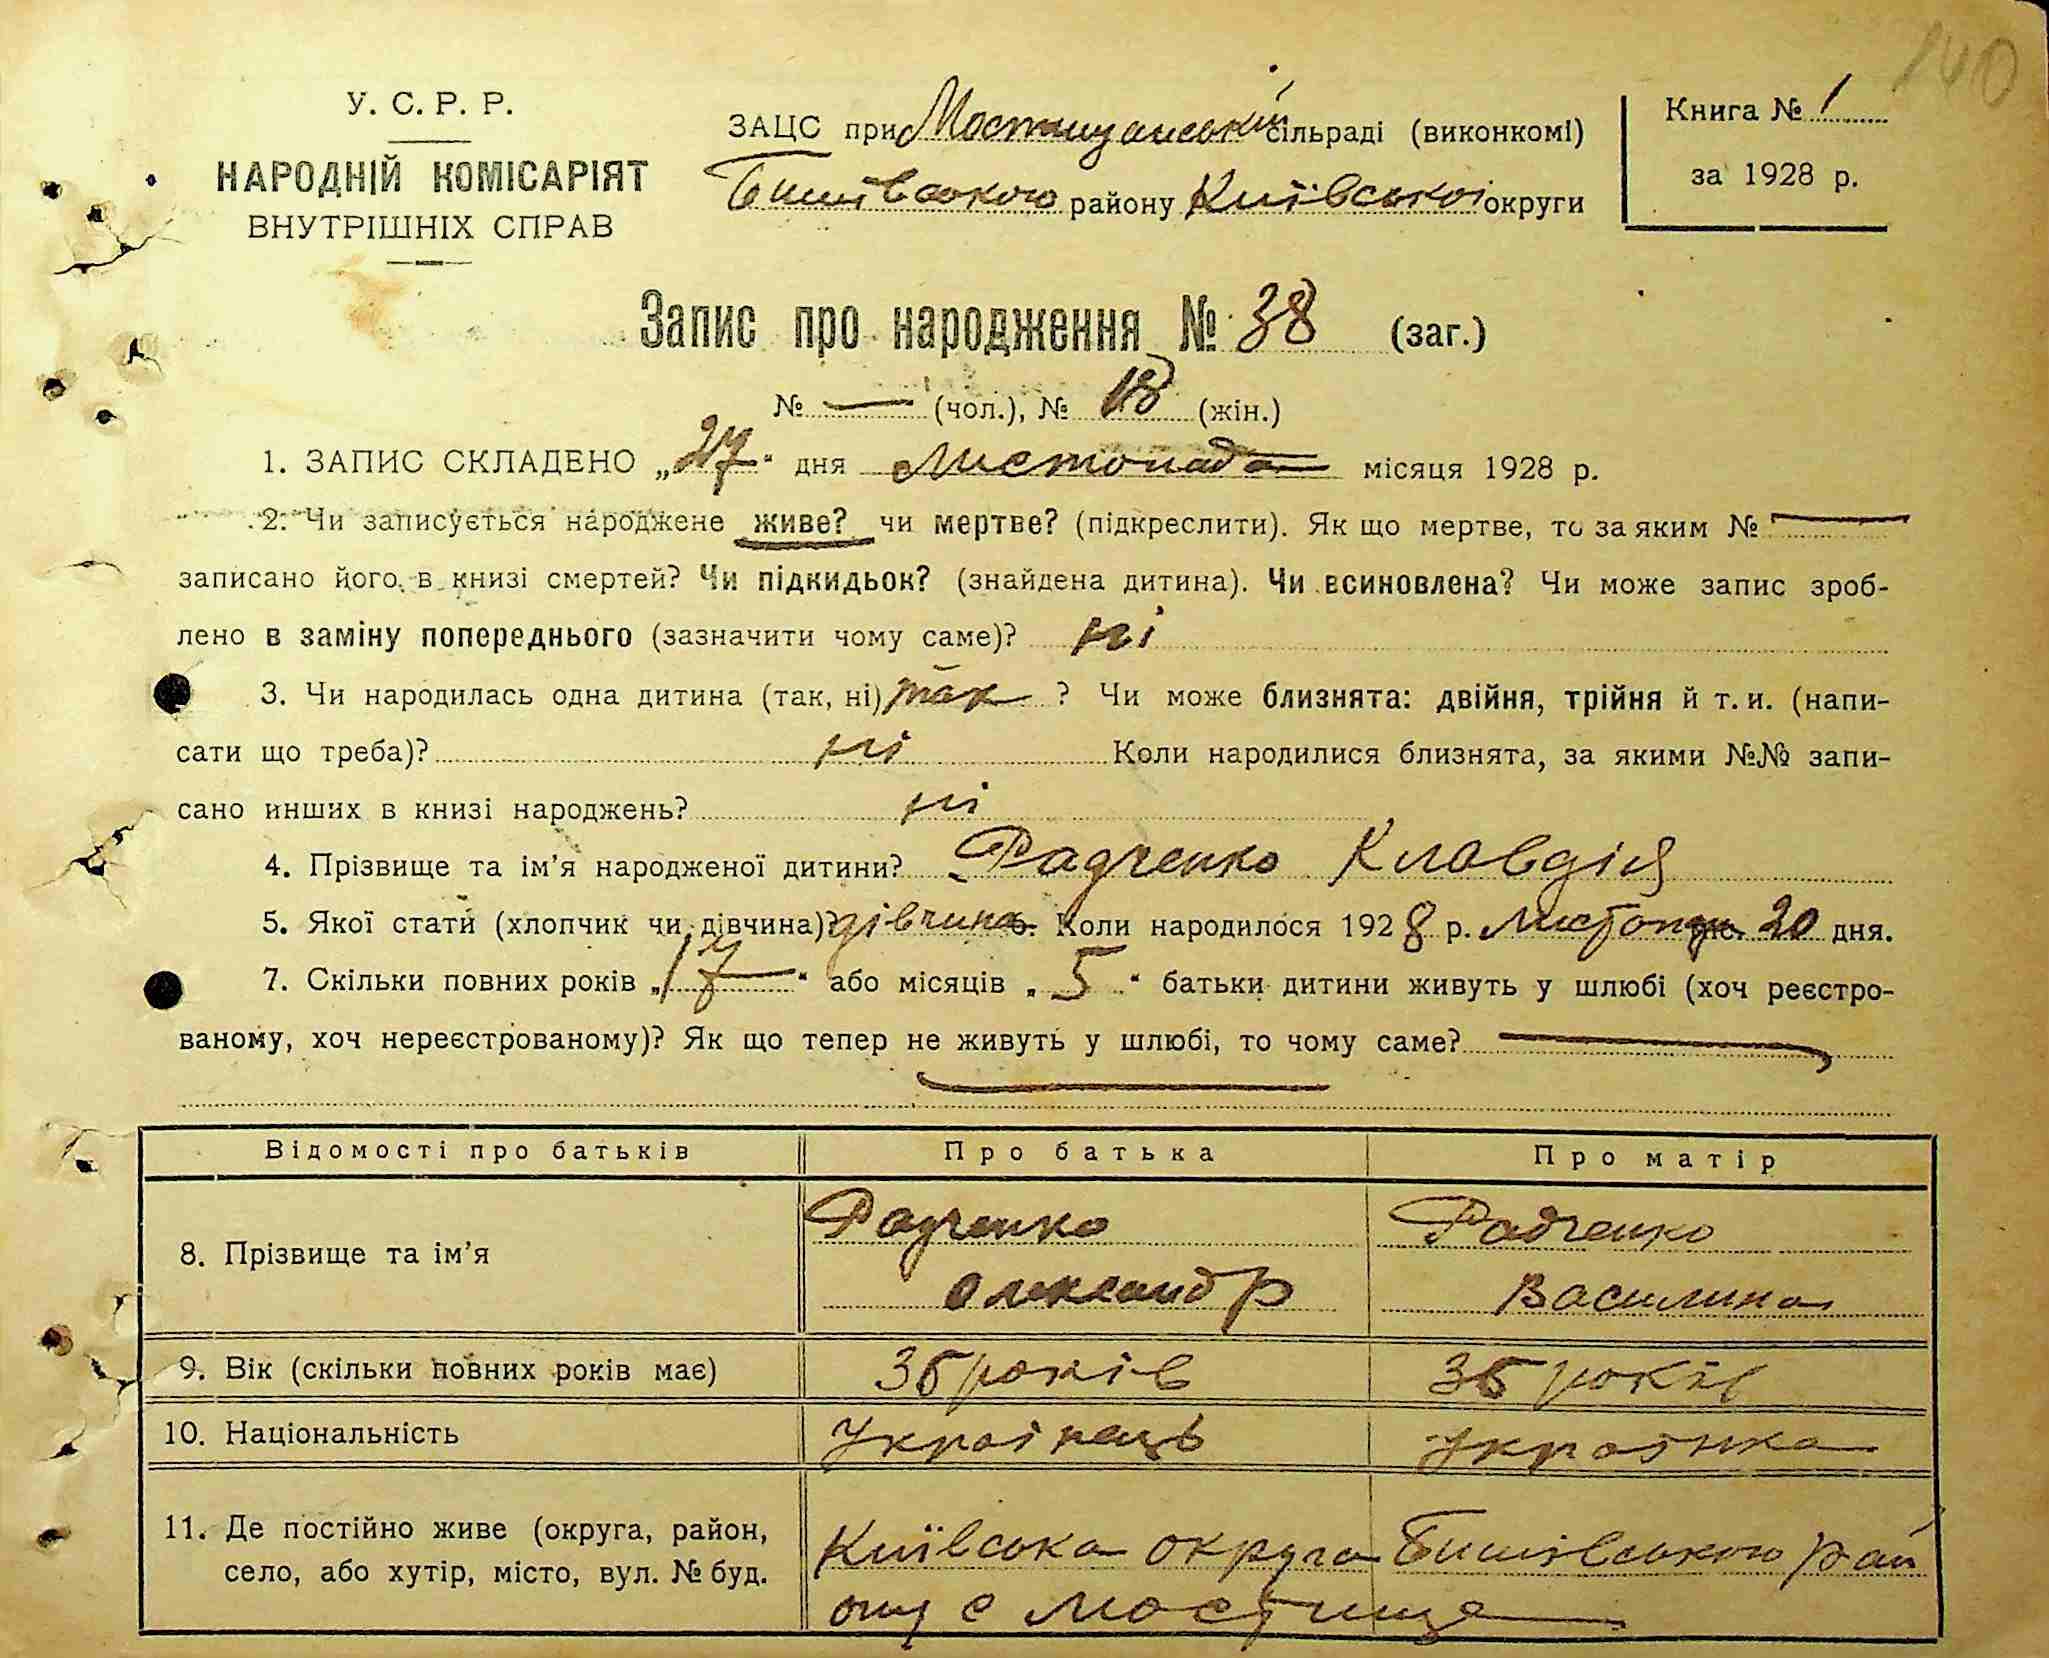 140
У. С. Р. Р.
НАРОДНІЙ КОМІСАРІЯТ
ВНУТРІШНІХ СПРАВ
ЗАЦС при Мостищанській сільраді (виконкомі)
Бишівського району Київської округи
Книга № 1
за 1928 р.
Запис про народження № 38 (заг.)
№ — (чол.), № 18 (жін.)
1. ЗАПИС СКЛАДЕНО „27“ дня Листопада місяця 1928 р.
2. Чи записується народжене живе? чи мертве? (підкреслити). Як що мертве, то за яким № —
записано його в книзі смертей? Чи підкидьок? (знайдена дитина). Чи всиновлена? Чи може запис зроб-
лено в заміну попереднього (зазначити чому саме)? ні
3. Чи народилась одна дитина (так, ні) так ? Чи може близнята: двійня, трійня й т. и. (напи-
сати що треба)? ні Коли народилися близнята, за якими №№ запи-
сано инших в книзі народжень? ні
4. Прізвище та ім'я народженої дитини? Радченко Клавдія
5. Якої стати (хлопчик чи дівчина)? дівчина 6. Коли народилося 1928 р. Листопад міс. 20 дня.
7. Скільки повних років „17“ або місяців „5“ батьки дитини живуть у шлюбі (хоч реєстро-
ваному, хоч нереєстрованому)? Як що тепер не живуть у шлюбі, то чому саме? —
Відомості про батьків Про батька Про матір
8. Прізвище та ім'я Радченко Олександр Радченко Василина
9. Вік (скільки повних років має) 36 років 36 років
10. Національність Українець Українка
11. Де постійно живе (округа, район, село, або хутір, місто, вул. № буд. Київська округа Бишівського рай
ону с Мостище